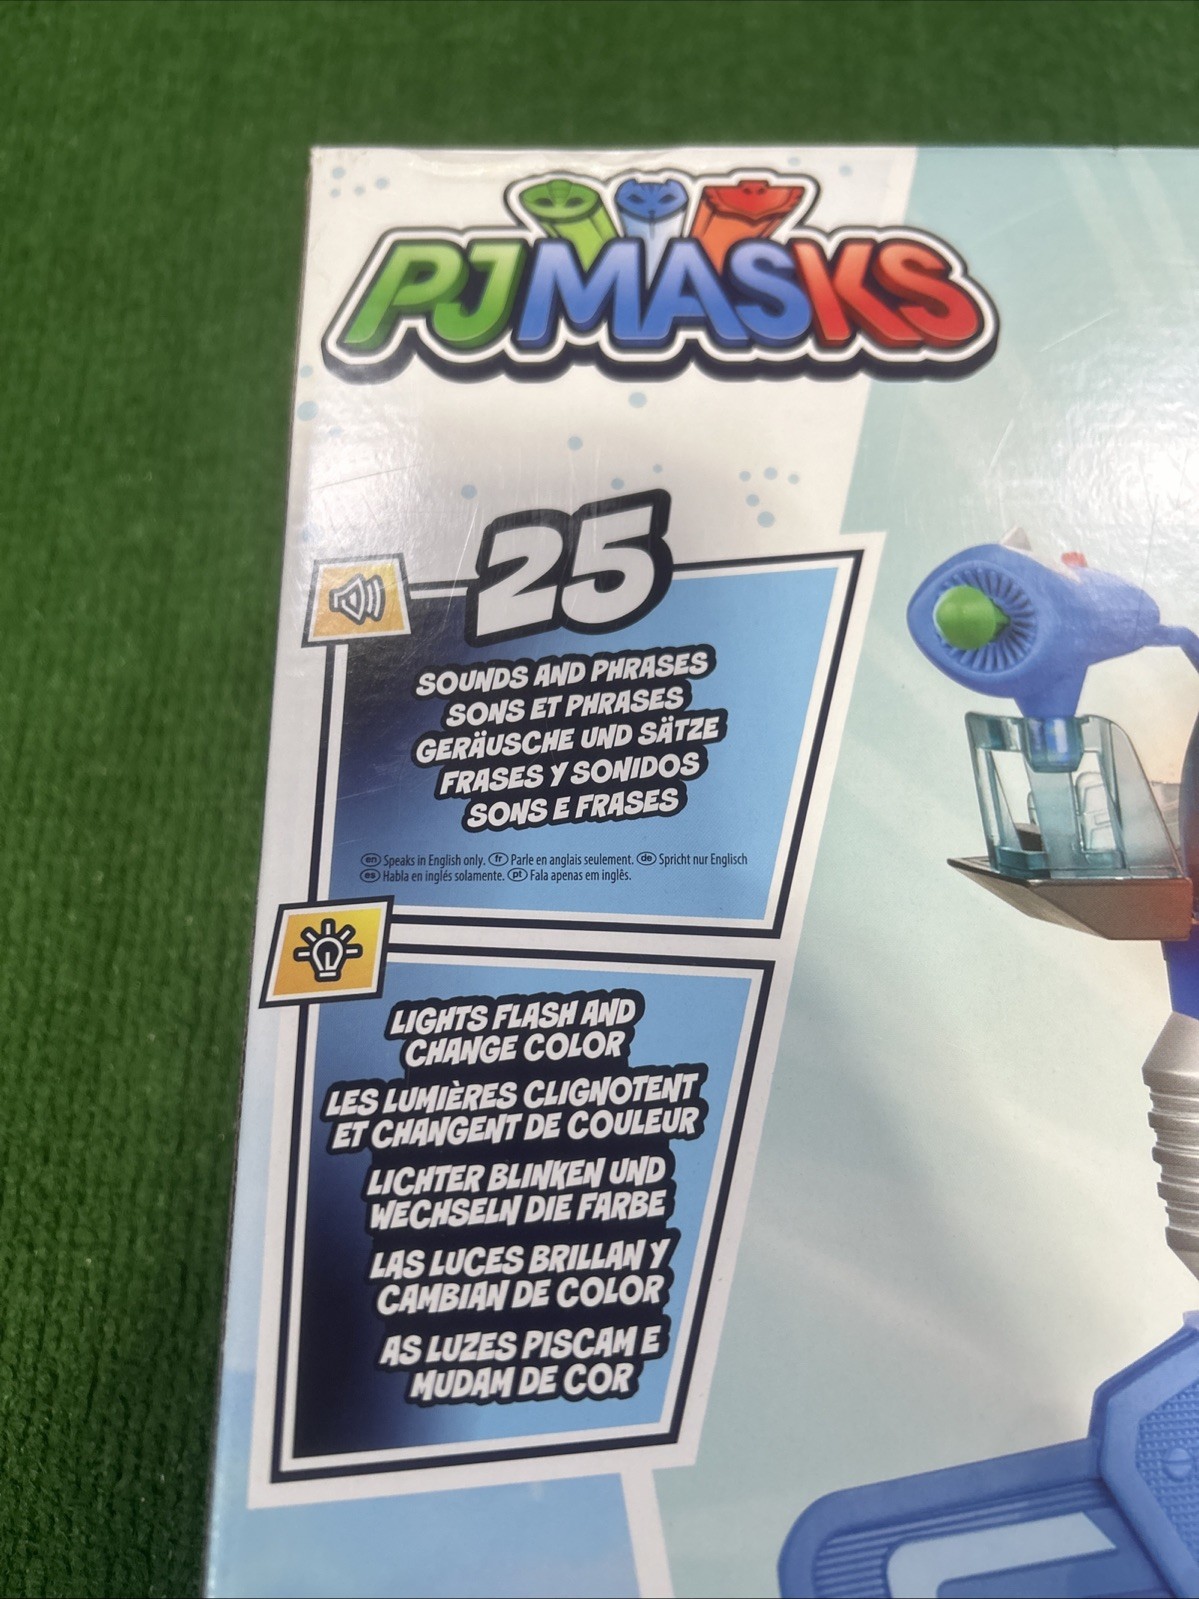 PJMASKS
25
SOUNDS AND PHRASES
SONS ET PHRASES
GERÄUSCHE UND SÄTZE
FRASES Y SONIDOS
SONS E FRASES
en Speaks in English only. fr Parle en anglais seulement. de Spricht nur Englisch
es Habla en inglés solamente. pt Fala apenas em inglês.
LIGHTS FLASH AND
CHANGE COLOR
LES LUMIÈRES CLIGNOTENT
ET CHANGENT DE COULEUR
LICHTER BLINKEN UND
WECHSELN DIE FARBE
LAS LUCES BRILLAN Y
CAMBIAN DE COLOR
AS LUZES PISCAM E
MUDAM DE COR